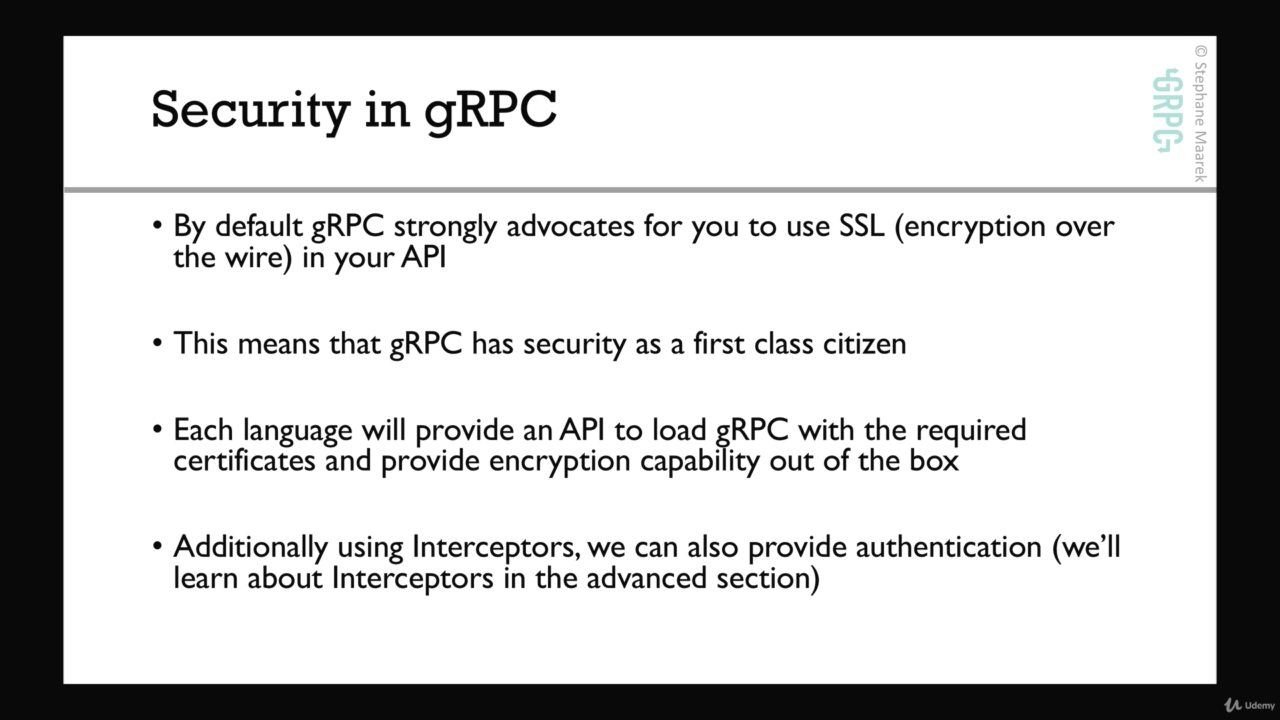 Security in gRPC
© Stephane Maarek
GRPC
• By default gRPC strongly advocates for you to use SSL (encryption over
the wire) in your API
• This means that gRPC has security as a first class citizen
• Each language will provide an API to load gRPC with the required
certificates and provide encryption capability out of the box
• Additionally using Interceptors, we can also provide authentication (we’ll
learn about Interceptors in the advanced section)
Udemy